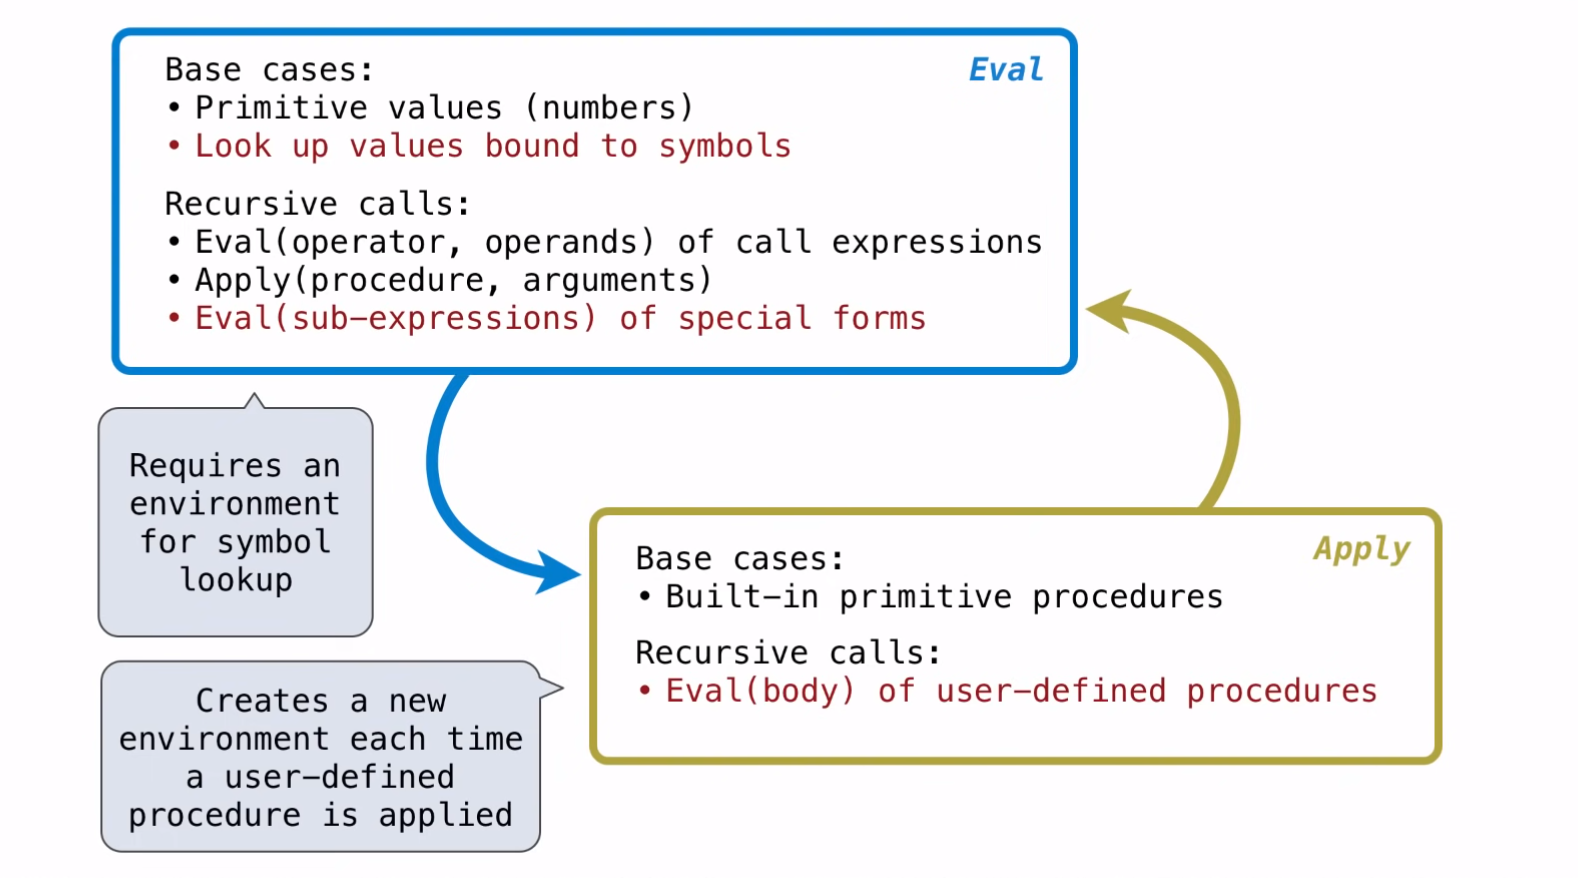 Eval
Base cases:
• Primitive values (numbers)
• Look up values bound to symbols
Recursive calls:
• Eval(operator, operands) of call expressions
• Apply(procedure, arguments)
• Eval(sub-expressions) of special forms
Requires an
environment
for symbol
lookup
Apply
Base cases:
• Built-in primitive procedures
Recursive calls:
• Eval(body) of user-defined procedures
Creates a new
environment each time
a user-defined
procedure is applied